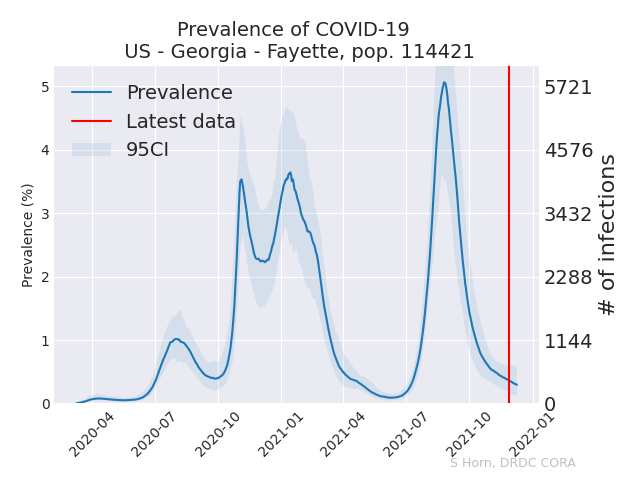 Prevalence of COVID-19
US - Georgia - Fayette, pop. 114421
Prevalence
Latest data
95CI
Prevalence (%)
5
4
3
2
1
0
5721
4576
3432
2288
1144
0
# of infections
2020-04
2020-07
2020-10
2021-01
2021-04
2021-07
2021-10
2022-01
S Horn, DRDC CORA